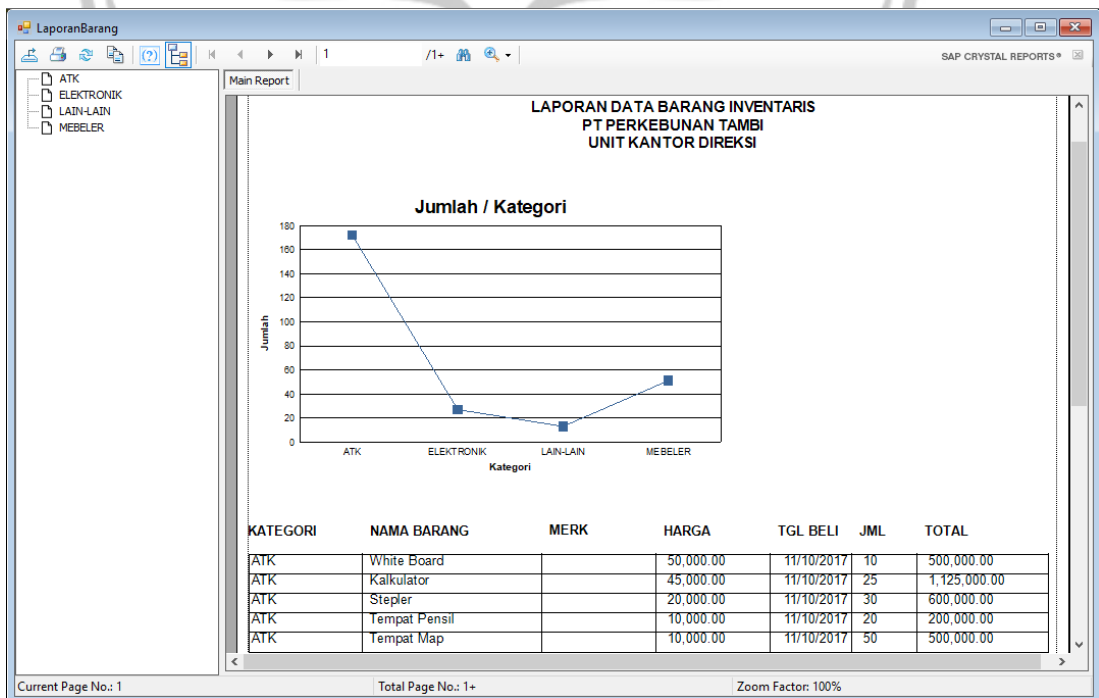 LaporanBarang
1 /1+ SAP CRYSTAL REPORTS®
ATK
ELEKTRONIK
LAIN-LAIN
MEBELER
Main Report
LAPORAN DATA BARANG INVENTARIS
PT PERKEBUNAN TAMBI
UNIT KANTOR DIREKSI
Jumlah / Kategori
180
160
140
120
100
80
60
40
20
0
Jumlah
ATK ELEKTRONIK LAIN-LAIN MEBELER
Kategori
KATEGORI NAMA BARANG MERK HARGA TGL BELI JML TOTAL
ATK White Board 50,000.00 11/10/2017 10 500,000.00
ATK Kalkulator 45,000.00 11/10/2017 25 1,125,000.00
ATK Stepler 20,000.00 11/10/2017 30 600,000.00
ATK Tempat Pensil 10,000.00 11/10/2017 20 200,000.00
ATK Tempat Map 10,000.00 11/10/2017 50 500,000.00
Current Page No.: 1 Total Page No.: 1+ Zoom Factor: 100%